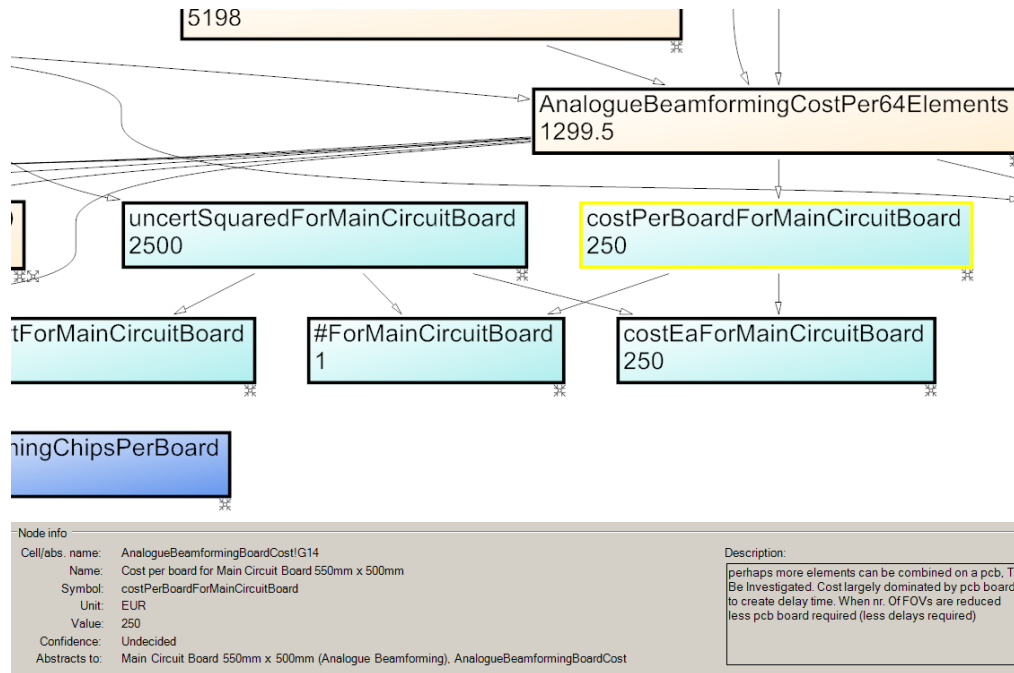 5198
AnalogueBeamformingCostPer64Elements
1299.5
uncertSquaredForMainCircuitBoard
2500
costPerBoardForMainCircuitBoard
250
tForMainCircuitBoard
#ForMainCircuitBoard
1
costEaForMainCircuitBoard
250
ingChipsPerBoard
Node info
Cell/abs. name: AnalogueBeamformingBoardCost!G14
Name: Cost per board for Main Circuit Board 550mm x 500mm
Symbol: costPerBoardForMainCircuitBoard
Unit: EUR
Value: 250
Confidence: Undecided
Abstracts to: Main Circuit Board 550mm x 500mm (Analogue Beamforming), AnalogueBeamformingBoardCost
Description:
perhaps more elements can be combined on a pcb, T
Be Investigated. Cost largely dominated by pcb board
to create delay time. When nr. Of FOVs are reduced
less pcb board required (less delays required)